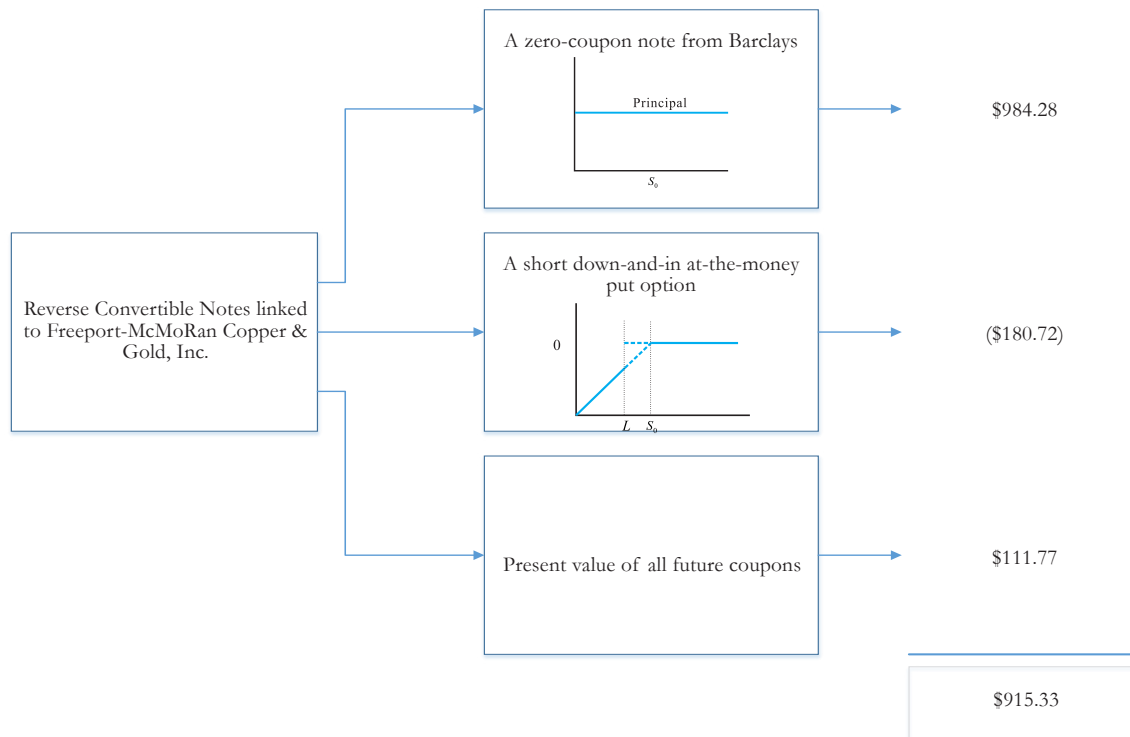 A zero-coupon note from Barclays
Principal
S₀
$984.28
Reverse Convertible Notes linked
to Freeport-McMoRan Copper &
Gold, Inc.
A short down-and-in at-the-money
put option
0
L S₀
($180.72)
Present value of all future coupons
$111.77
$915.33